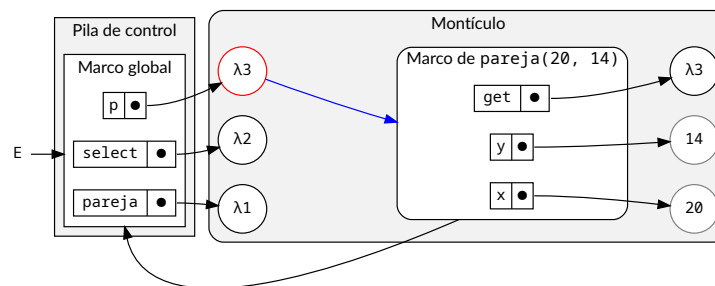 Pila de control
Montículo
Marco global
Marco de pareja(20, 14)
p
λ3
get
λ3
E
select
λ2
y
14
pareja
λ1
x
20